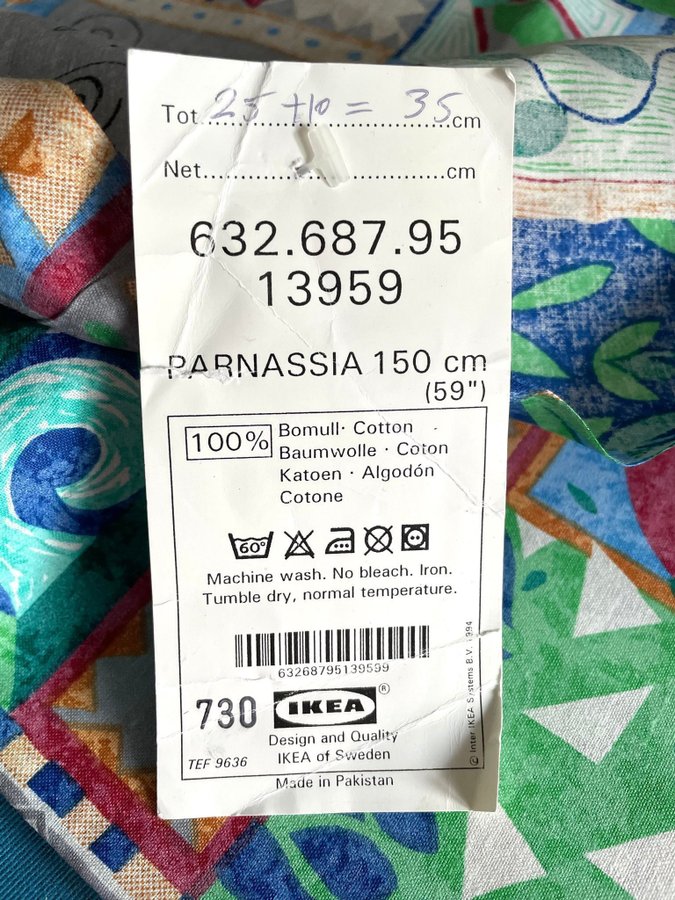 Tot. 25 +10 = 35 cm
Net..............................cm
632.687.95
13959
PARNASSIA 150 cm
(59")
100%
Bomull· Cotton
Baumwolle · Coton
Katoen · Algodón
Cotone
60°
Machine wash. No bleach. Iron.
Tumble dry, normal temperature.
63268795139599
730 IKEA ®
Design and Quality
IKEA of Sweden
TEF 9636
Made in Pakistan
© Inter IKEA Systems B.V. 1994